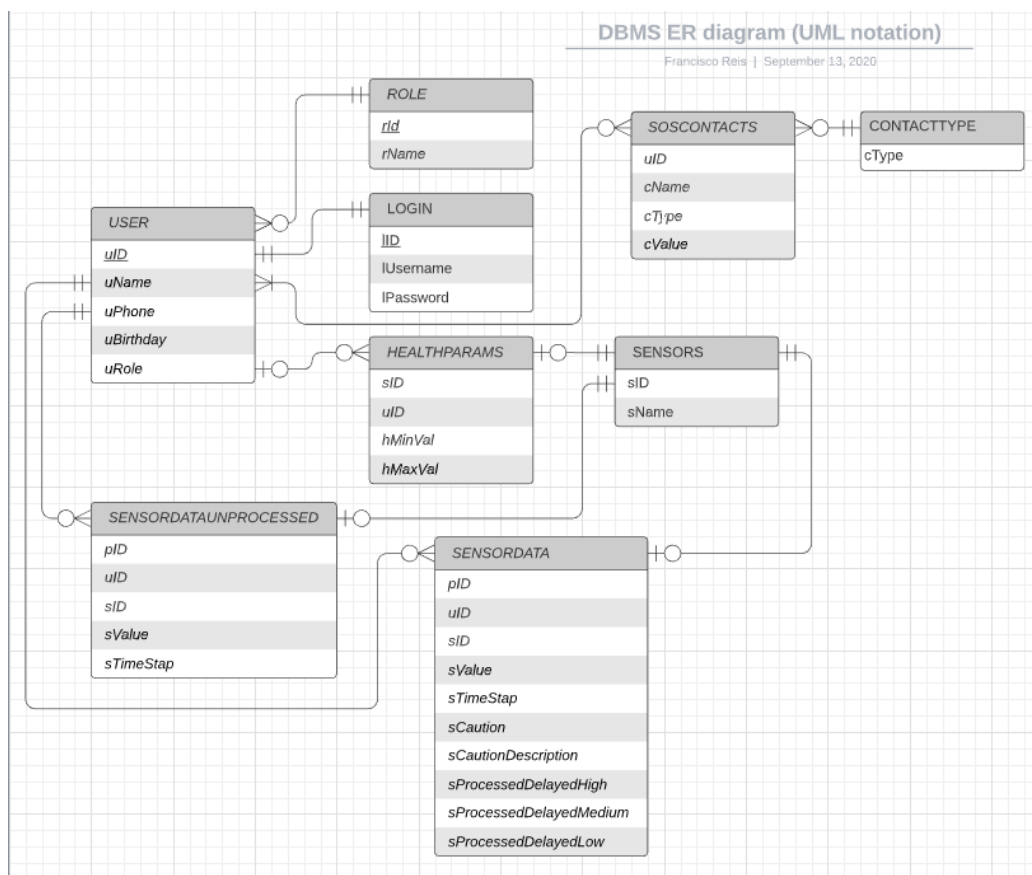 DBMS ER diagram (UML notation)
Francisco Reis | September 13, 2020
ROLE
rId
rName
SOSCONTACTS
uID
cName
cType
cValue
CONTACTTYPE
cType
LOGIN
lID
lUsername
lPassword
USER
uID
uName
uPhone
uBirthday
uRole
HEALTHPARAMS
sID
uID
hMinVal
hMaxVal
SENSORS
sID
sName
SENSORDATAUNPROCESSED
pID
uID
sID
sValue
sTimeStap
SENSORDATA
pID
uID
sID
sValue
sTimeStap
sCaution
sCautionDescription
sProcessedDelayedHigh
sProcessedDelayedMedium
sProcessedDelayedLow